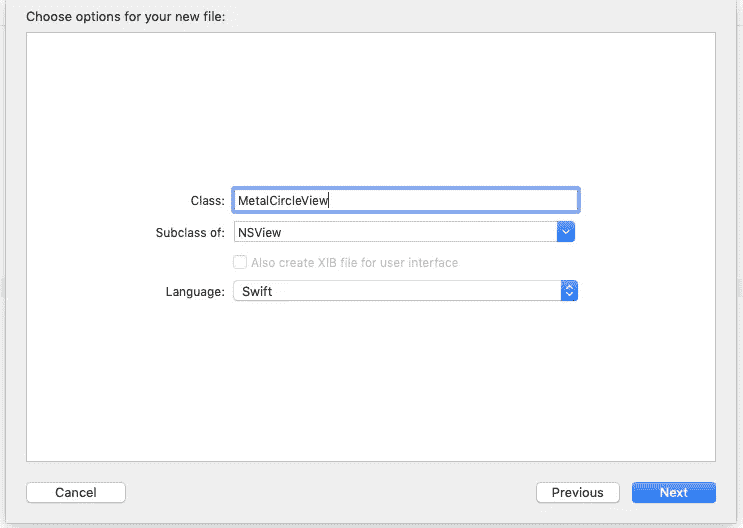 Choose options for your new file:
Class: MetalCircleView
Subclass of: NSView
Also create XIB file for user interface
Language: Swift
Cancel Previous Next